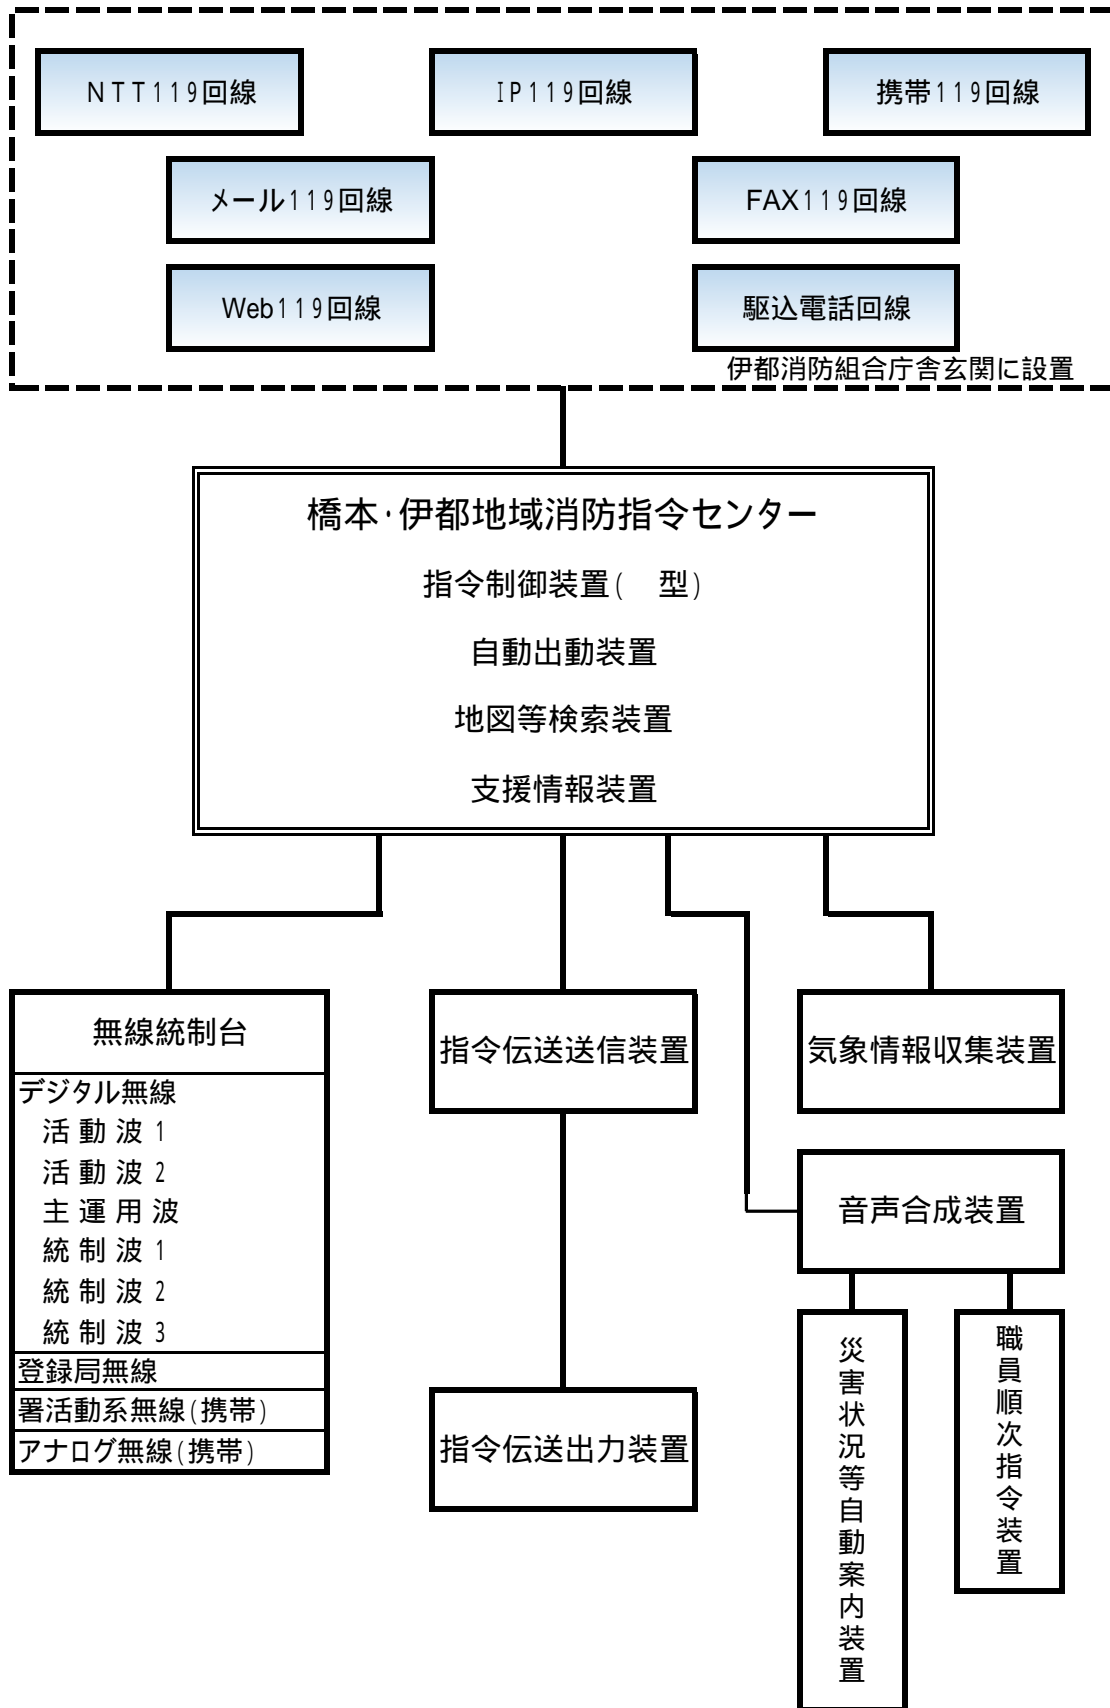 ＮＴＴ119回線
IP119回線
携帯119回線
メール119回線
FAX119回線
Web119回線
駆込電話回線
伊都消防組合庁舎玄関に設置
橋本・伊都地域消防指令センター
指令制御装置(　型)
自動出動装置
地図等検索装置
支援情報装置
無線統制台
デジタル無線
活動波1
活動波2
主運用波
統制波1
統制波2
統制波3
登録局無線
署活動系無線(携帯)
アナログ無線(携帯)
指令伝送送信装置
指令伝送出力装置
気象情報収集装置
音声合成装置
災害状況等自動案内装置
職員順次指令装置